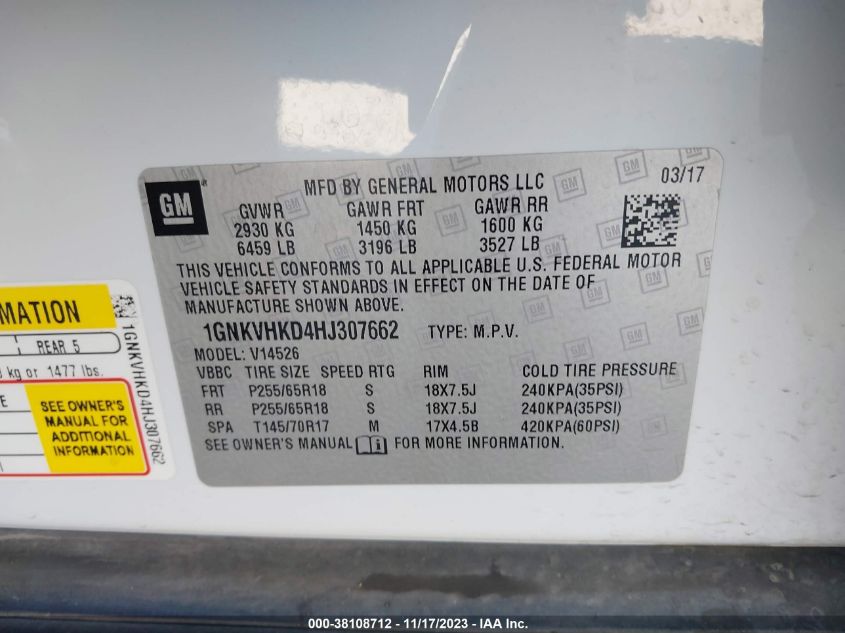 GM
MFD BY GENERAL MOTORS LLC
03/17
GVWR GAWR FRT GAWR RR
2930 KG 1450 KG 1600 KG
6459 LB 3196 LB 3527 LB
THIS VEHICLE CONFORMS TO ALL APPLICABLE U.S. FEDERAL MOTOR
VEHICLE SAFETY STANDARDS IN EFFECT ON THE DATE OF
MANUFACTURE SHOWN ABOVE.
1GNKVHKD4HJ307662 TYPE: M.P.V.
MODEL: V14526
VBBC TIRE SIZE SPEED RTG RIM COLD TIRE PRESSURE
FRT P255/65R18 S 18X7.5J 240KPA(35PSI)
RR P255/65R18 S 18X7.5J 240KPA(35PSI)
SPA T145/70R17 M 17X4.5B 420KPA(60PSI)
SEE OWNER'S MANUAL FOR MORE INFORMATION.
MATION
REAR 5
kg or 1477 lbs.
SEE OWNER'S
MANUAL FOR
ADDITIONAL
INFORMATION
1GNKVHKD4HJ307662
000-38108712 - 11/17/2023 - IAA Inc.